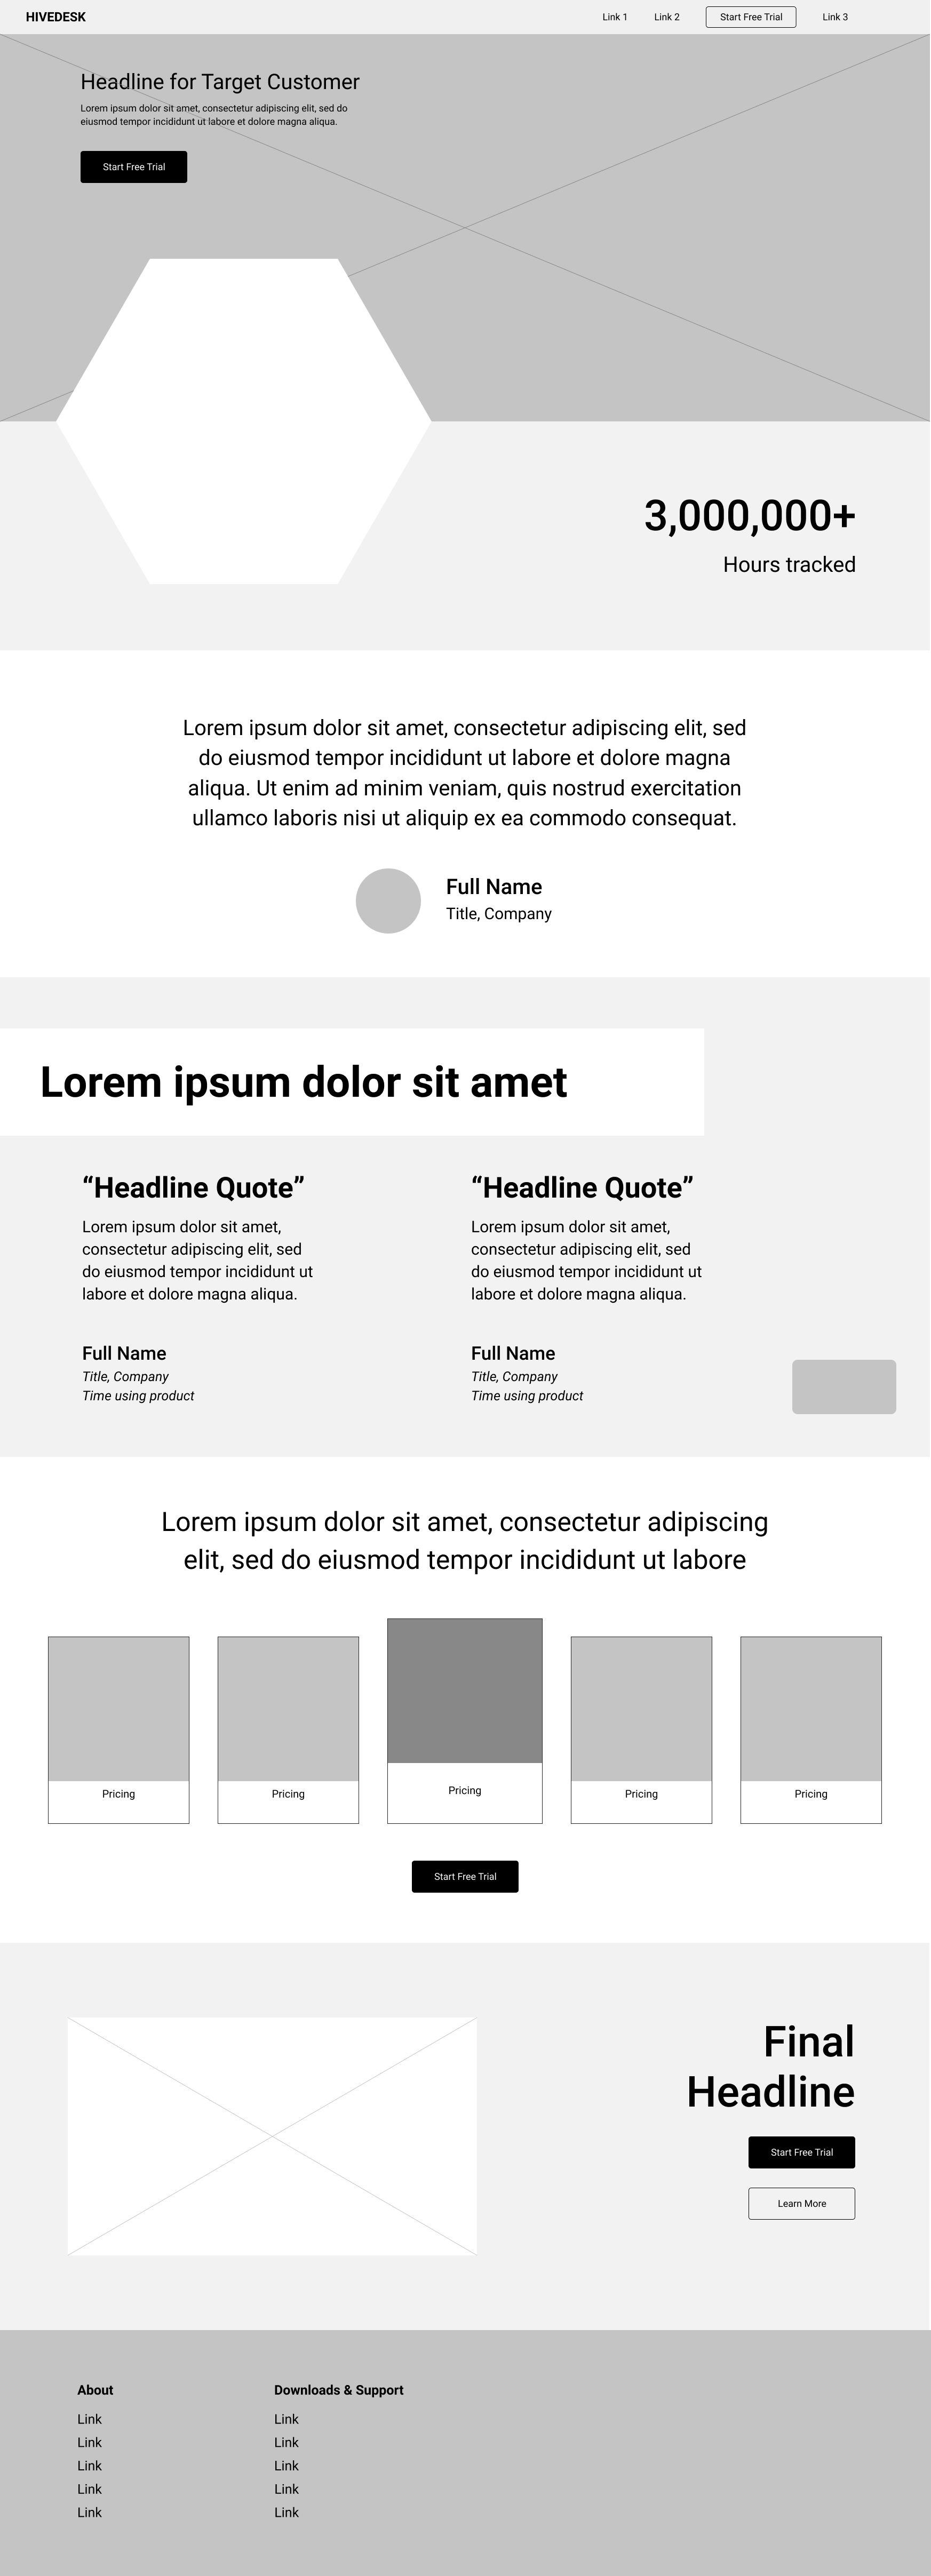 HIVEDESK
Link 1
Link 2
Start Free Trial
Link 3
Headline for Target Customer
Lorem ipsum dolor sit amet, consectetur adipiscing elit, sed do
eiusmod tempor incididunt ut labore et dolore magna aliqua.
Start Free Trial
3,000,000+
Hours tracked
Lorem ipsum dolor sit amet, consectetur adipiscing elit, sed
do eiusmod tempor incididunt ut labore et dolore magna
aliqua. Ut enim ad minim veniam, quis nostrud exercitation
ullamco laboris nisi ut aliquip ex ea commodo consequat.
Full Name
Title, Company
Lorem ipsum dolor sit amet
“Headline Quote”
Lorem ipsum dolor sit amet,
consectetur adipiscing elit, sed
do eiusmod tempor incididunt ut
labore et dolore magna aliqua.
Full Name
Title, Company
Time using product
“Headline Quote”
Lorem ipsum dolor sit amet,
consectetur adipiscing elit, sed
do eiusmod tempor incididunt ut
labore et dolore magna aliqua.
Full Name
Title, Company
Time using product
Lorem ipsum dolor sit amet, consectetur adipiscing
elit, sed do eiusmod tempor incididunt ut labore
Pricing
Pricing
Pricing
Pricing
Pricing
Start Free Trial
Final
Headline
Start Free Trial
Learn More
About
Link
Link
Link
Link
Link
Downloads & Support
Link
Link
Link
Link
Link